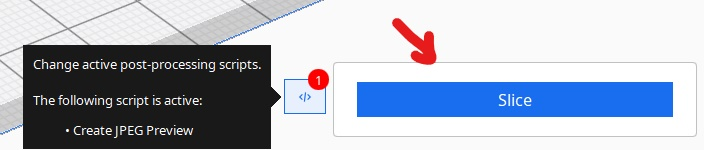 Change active post-processing scripts.
The following script is active:
• Create JPEG Preview
</>
1
Slice